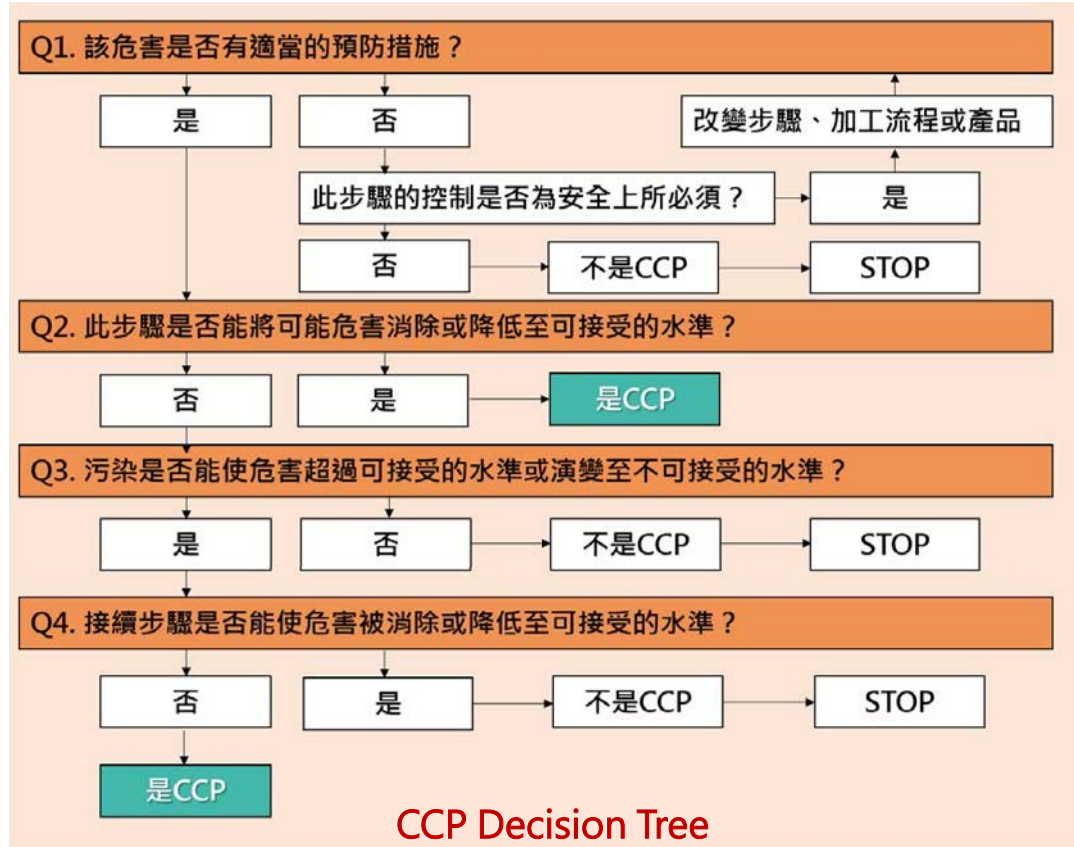 Q1. 該危害是否有適當的預防措施？
是
否
改變步驟、加工流程或產品
此步驟的控制是否為安全上所必須？
是
否
不是CCP
STOP
Q2. 此步驟是否能將可能危害消除或降低至可接受的水準？
否
是
是CCP
Q3. 污染是否能使危害超過可接受的水準或演變至不可接受的水準？
是
否
不是CCP
STOP
Q4. 接續步驟是否能使危害被消除或降低至可接受的水準？
否
是
不是CCP
STOP
是CCP
CCP Decision Tree